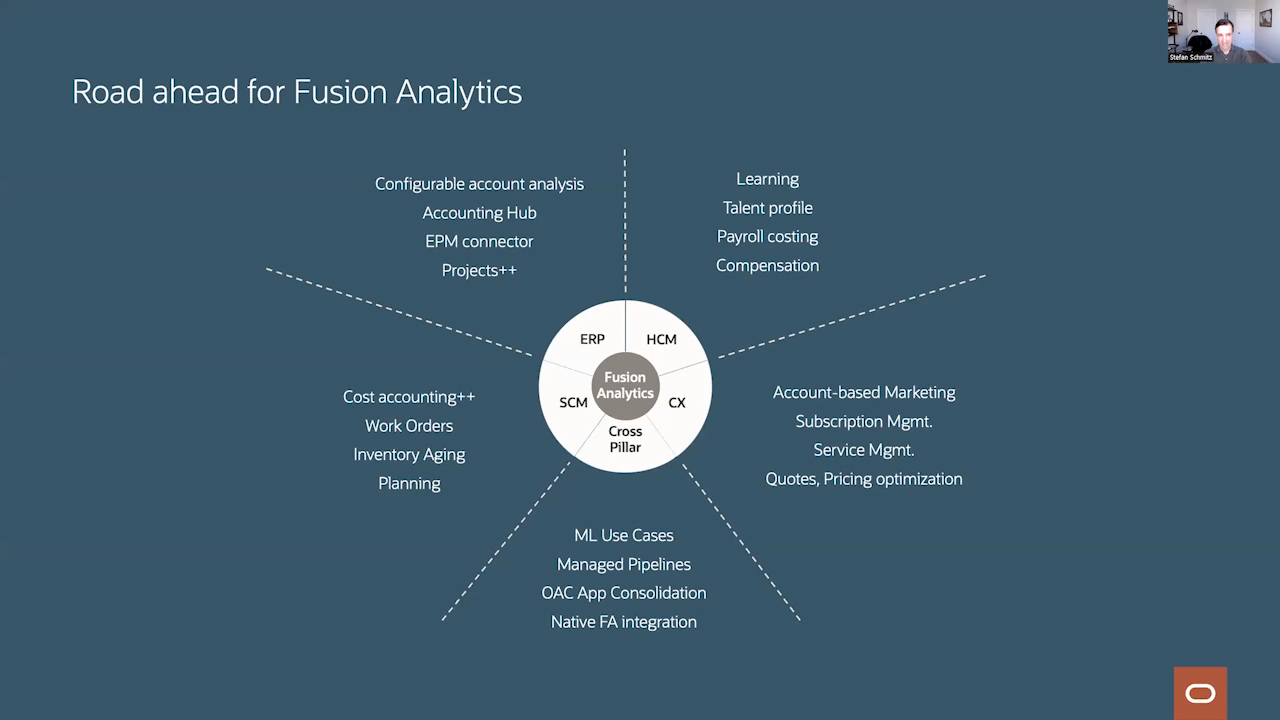 Stefan Schmitz
Road ahead for Fusion Analytics
Configurable account analysis
Accounting Hub
EPM connector
Projects++
Learning
Talent profile
Payroll costing
Compensation
ERP
HCM
Fusion
Analytics
SCM
CX
Cross
Pillar
Cost accounting++
Work Orders
Inventory Aging
Planning
Account-based Marketing
Subscription Mgmt.
Service Mgmt.
Quotes, Pricing optimization
ML Use Cases
Managed Pipelines
OAC App Consolidation
Native FA integration